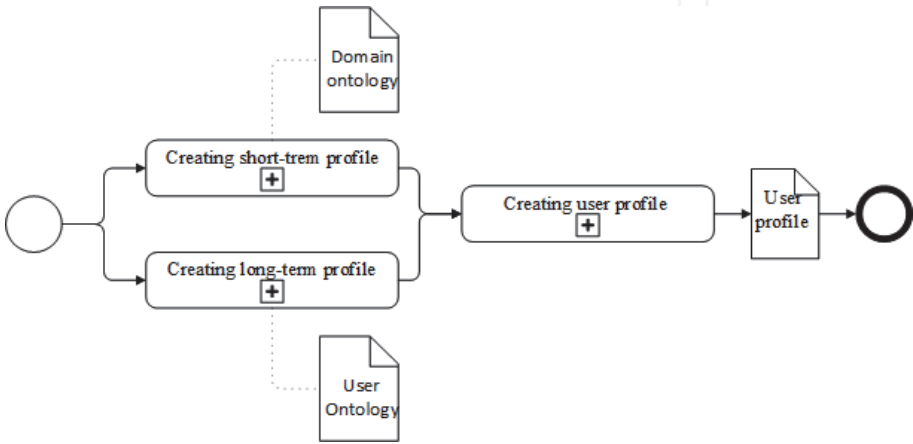 Domain
ontology
Creating short-trem profile
Creating user profile
User
profile
Creating long-term profile
User
Ontology